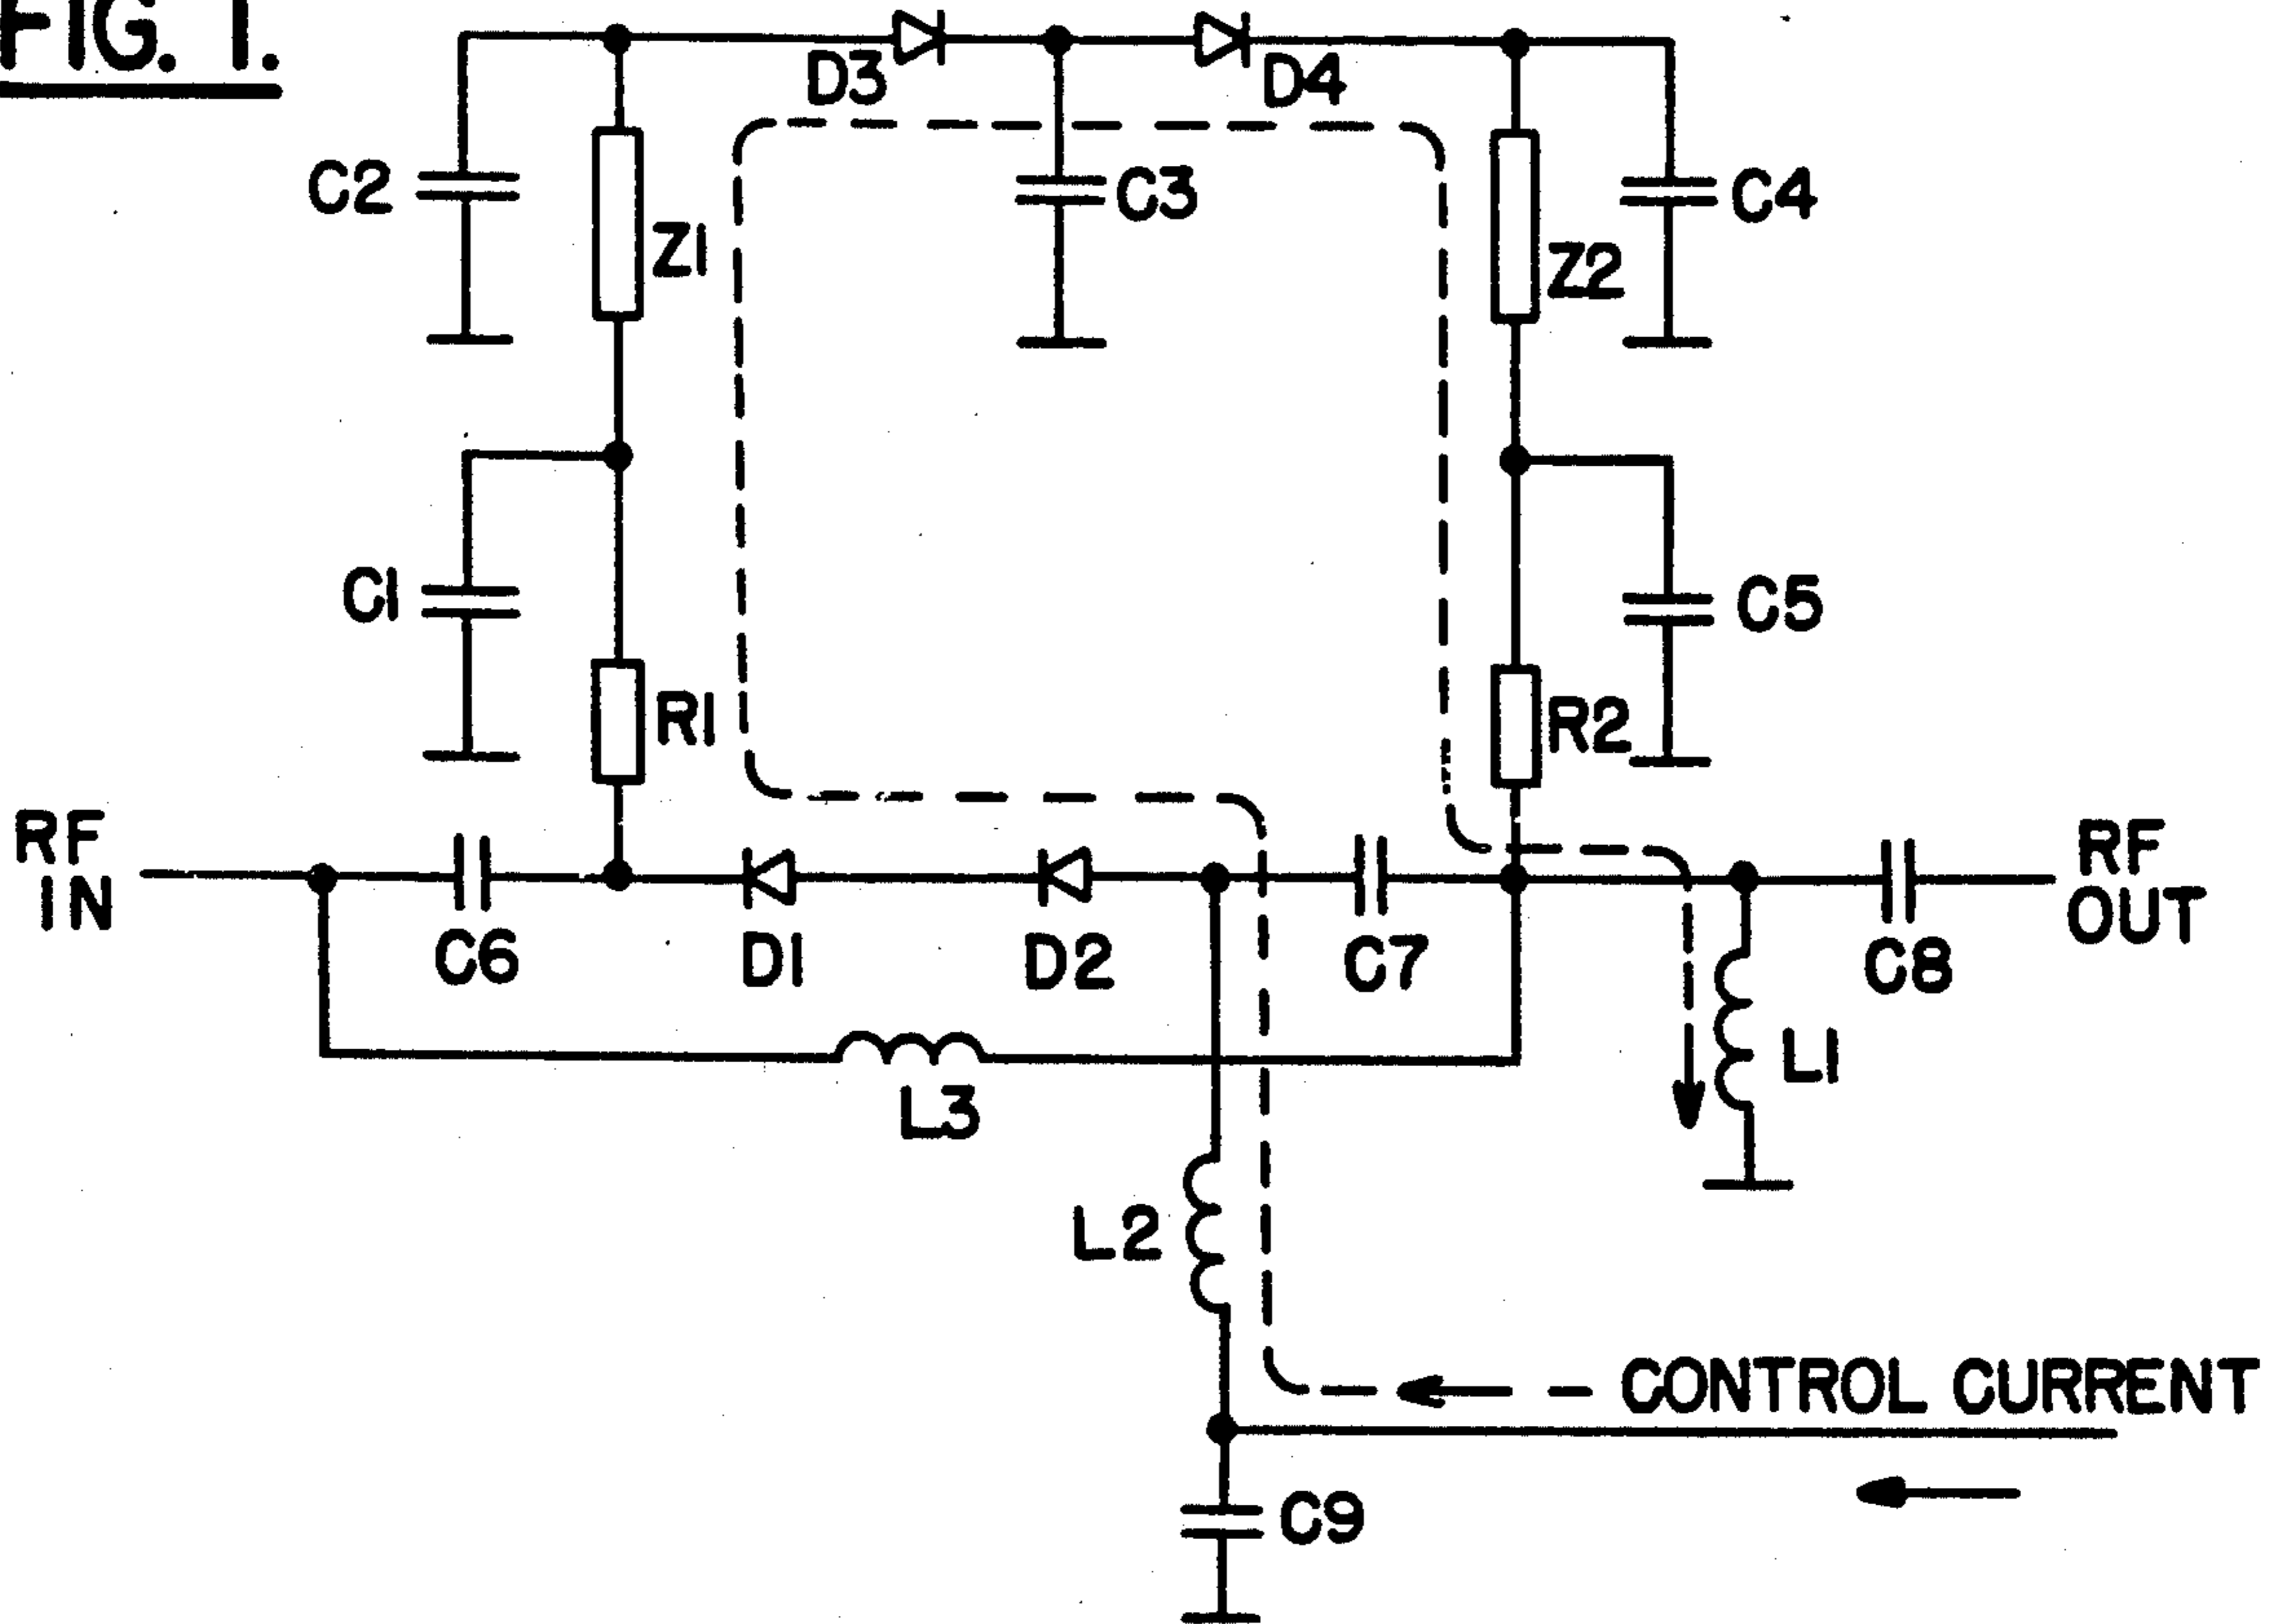 FIG. 1.
D3
D4
C2
Z1
C3
Z2
C4
C1
R1
R2
C5
RF
IN
C6
D1
D2
C7
C8
RF
OUT
L3
L1
L2
CONTROL CURRENT
C9